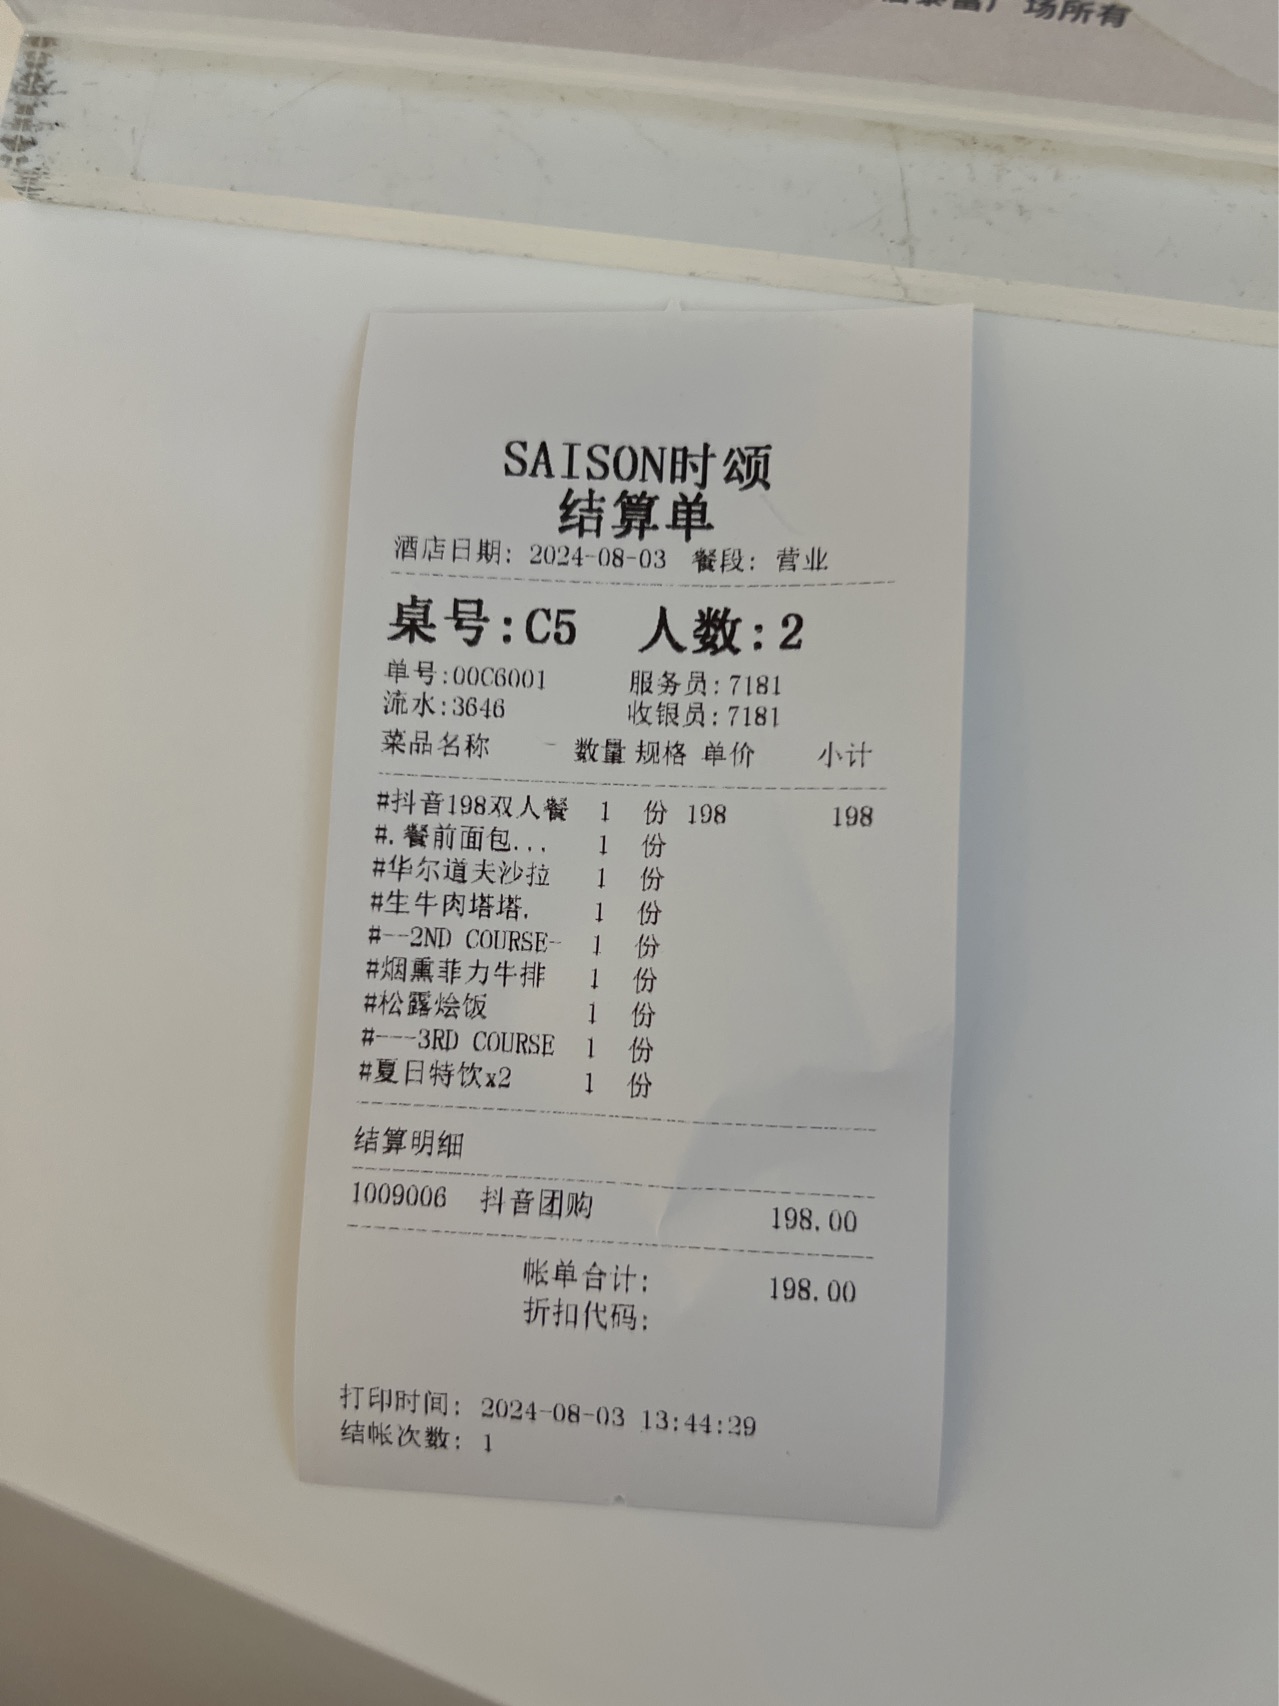 场所有
SAISON时颂
结算单
酒店日期: 2024-08-03 餐段: 营业
桌号:C5 人数:2
单号:00C6001 服务员:7181
流水:3646 收银员:7181
菜品名称 数量 规格 单价 小计
#抖音198双人餐 1 份 198 198
#.餐前面包... 1 份
#华尔道夫沙拉 1 份
#生牛肉塔塔. 1 份
#--2ND COURSE- 1 份
#烟熏菲力牛排 1 份
#松露烩饭 1 份
#---3RD COURSE 1 份
#夏日特饮x2 1 份
结算明细
1009006 抖音团购 198.00
帐单合计: 198.00
折扣代码:
打印时间: 2024-08-03 13:44:29
结帐次数: 1